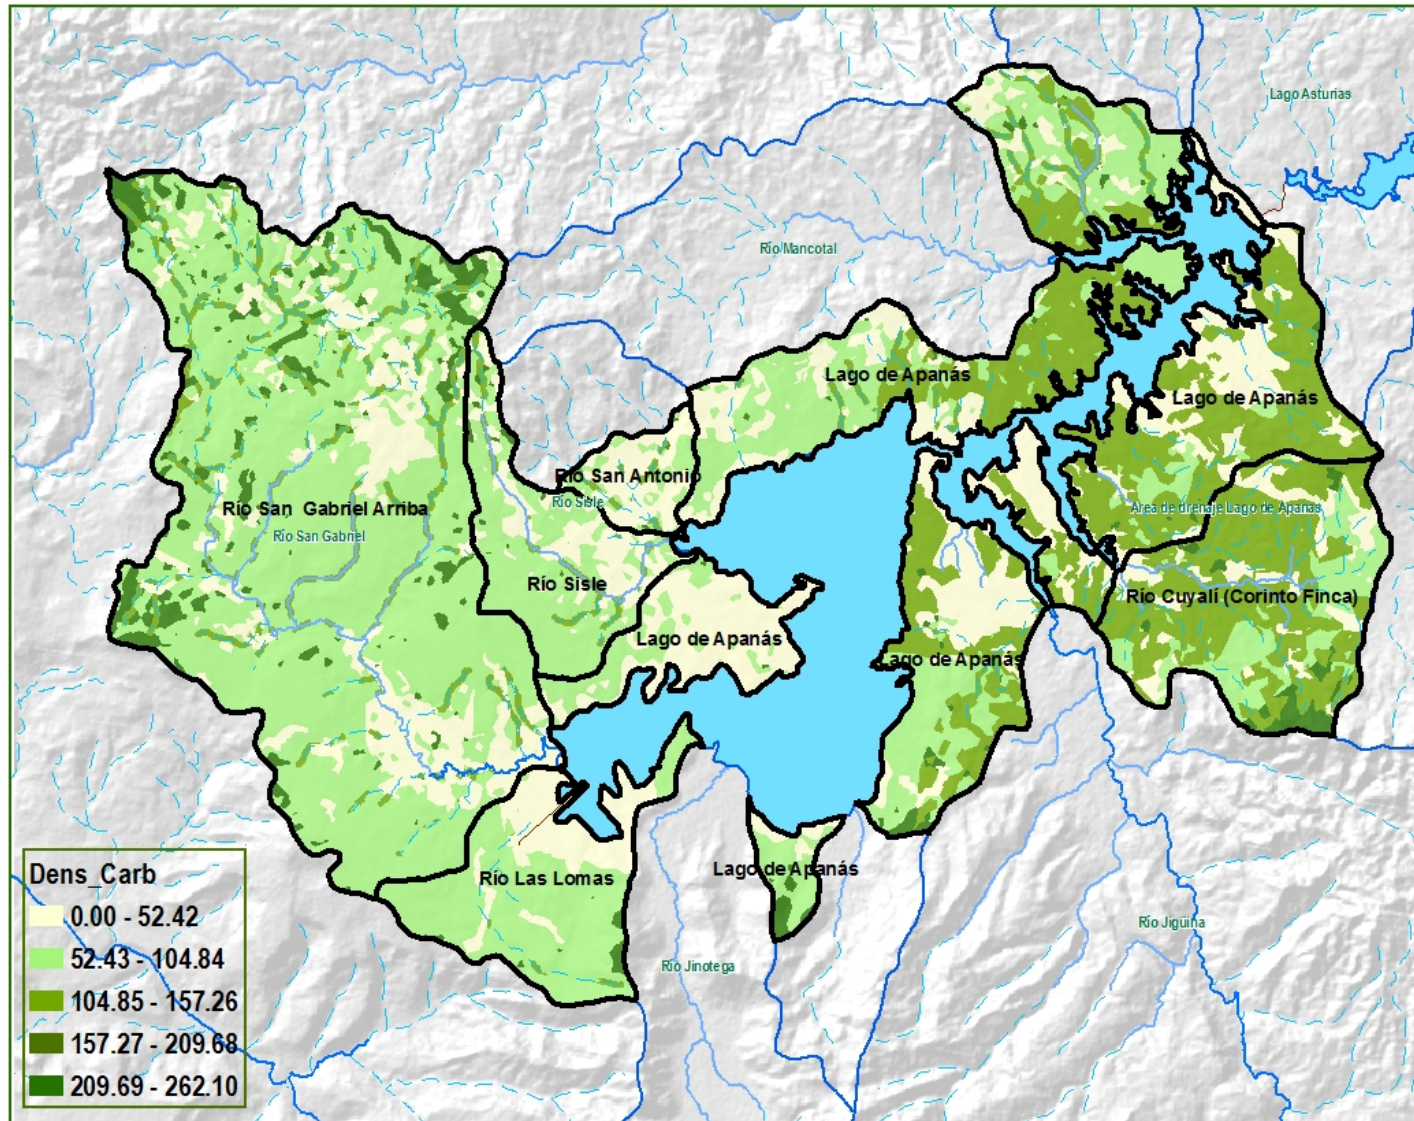 Lago Asturias
Río Mancotal
Lago de Apanás
Lago de Apanás
Río San Antonio
Río Sisle
Río San Gabriel Arriba
Río San Gabriel
Area de drenaje Lago de Apanas
Río Sisle
Río Cuyalí (Corinto Finca)
Lago de Apanás
Lago de Apanás
Lago de Apanás
Río Las Lomas
Río Jigüina
Río Jinotega
Dens_Carb
0.00 - 52.42
52.43 - 104.84
104.85 - 157.26
157.27 - 209.68
209.69 - 262.10